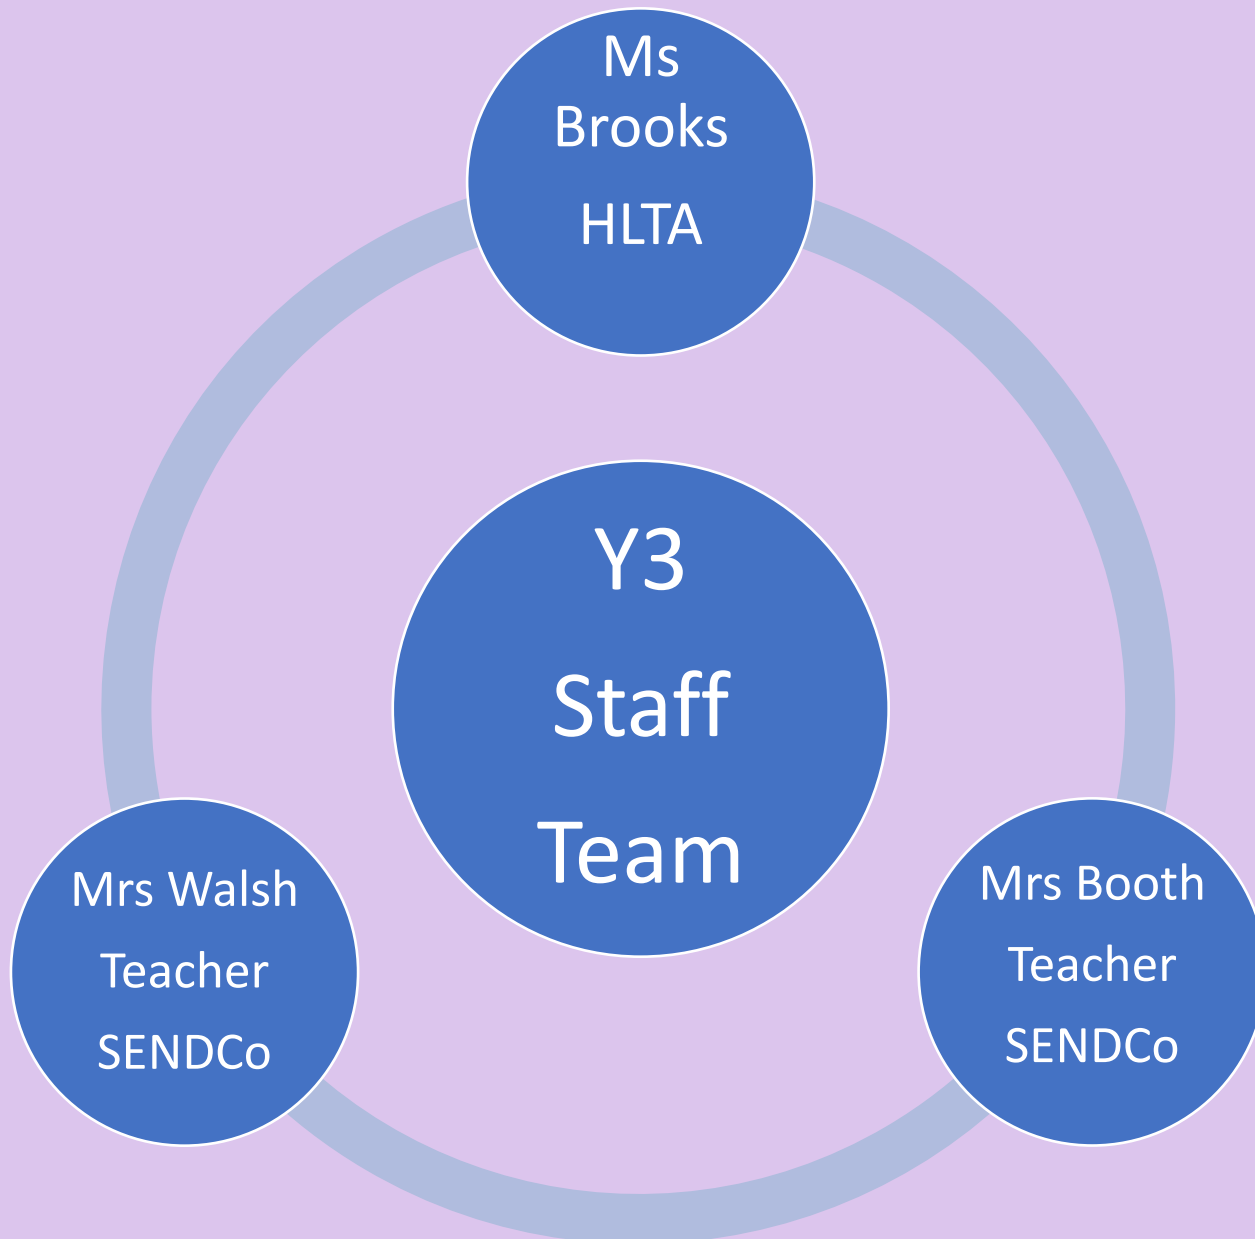 Ms
Brooks
HLTA
Y3
Staff
Team
Mrs Walsh
Teacher
SENDCo
Mrs Booth
Teacher
SENDCo